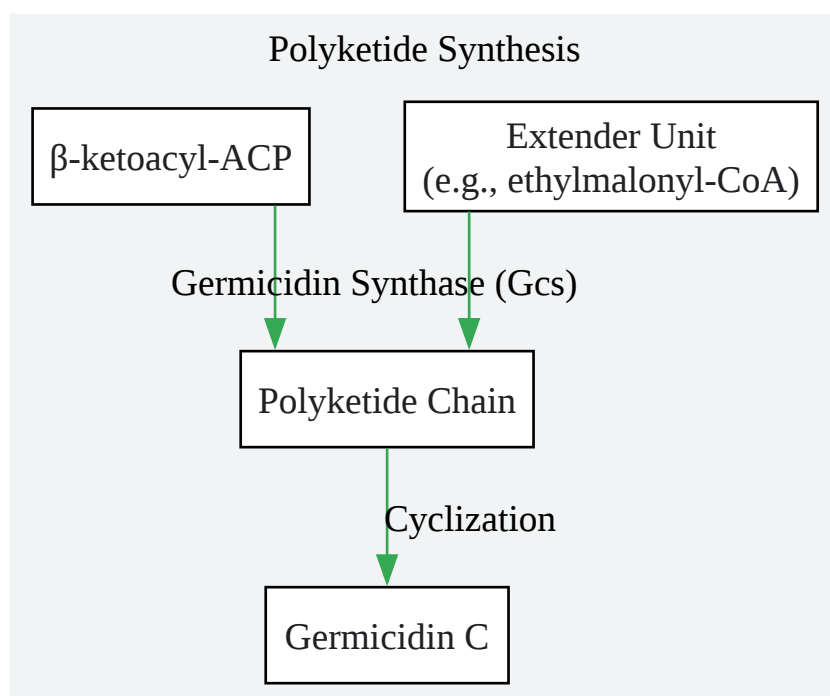 Polyketide Synthesis
β-ketoacyl-ACP
Extender Unit
(e.g., ethylmalonyl-CoA)
Germicidin Synthase (Gcs)
Polyketide Chain
Cyclization
Germicidin C